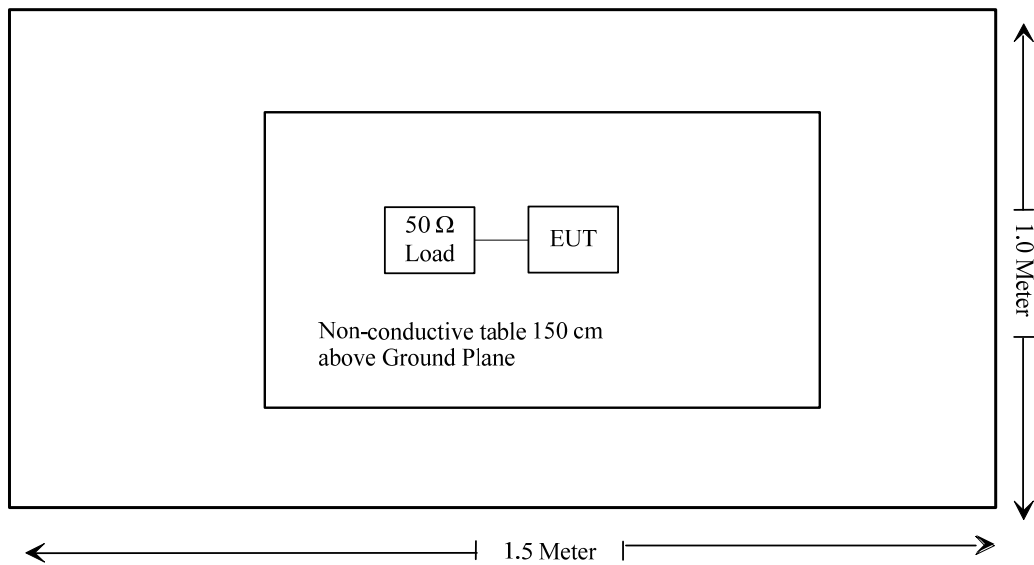 50 Ω
Load
EUT
Non-conductive table 150 cm
above Ground Plane
1.0 Meter
1.5 Meter